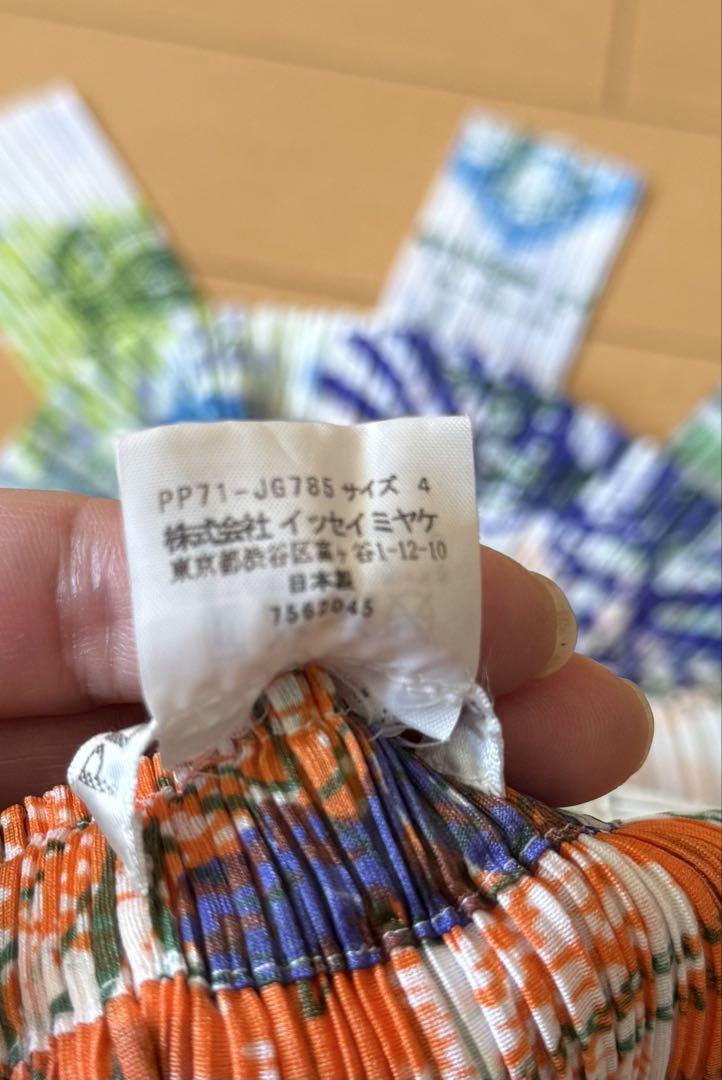 PP71-JG785 サイズ 4
株式会社 イッセイミヤケ
東京都渋谷区富ヶ谷1-12-10
日本製
7562045